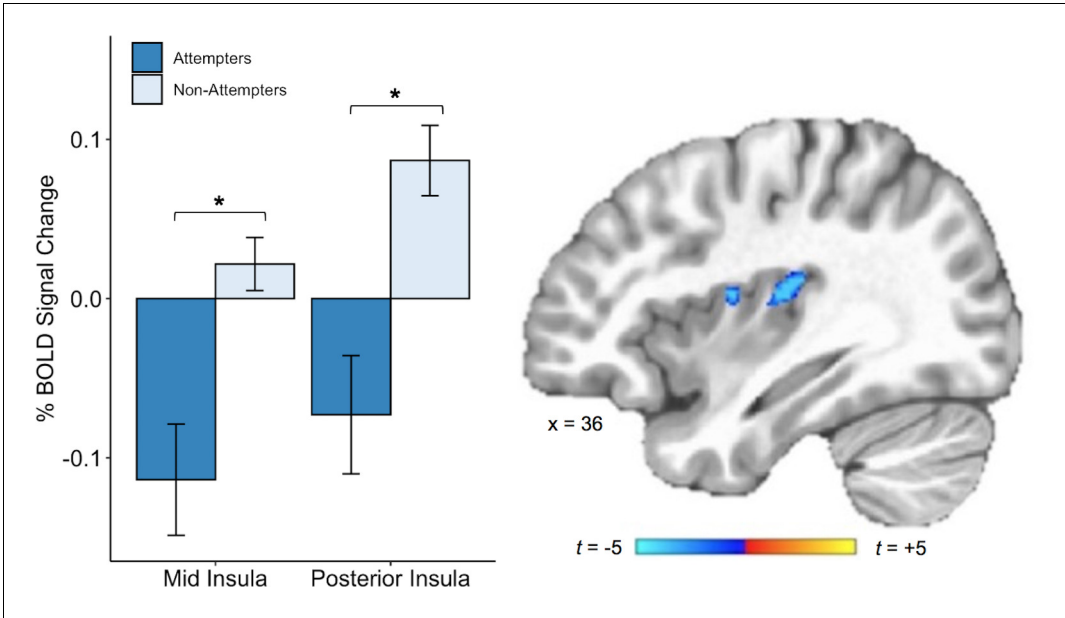 Attempters
Non-Attempters
*
*
0.1
0.0
-0.1
% BOLD Signal Change
Mid Insula
Posterior Insula
x = 36
t = -5
t = +5